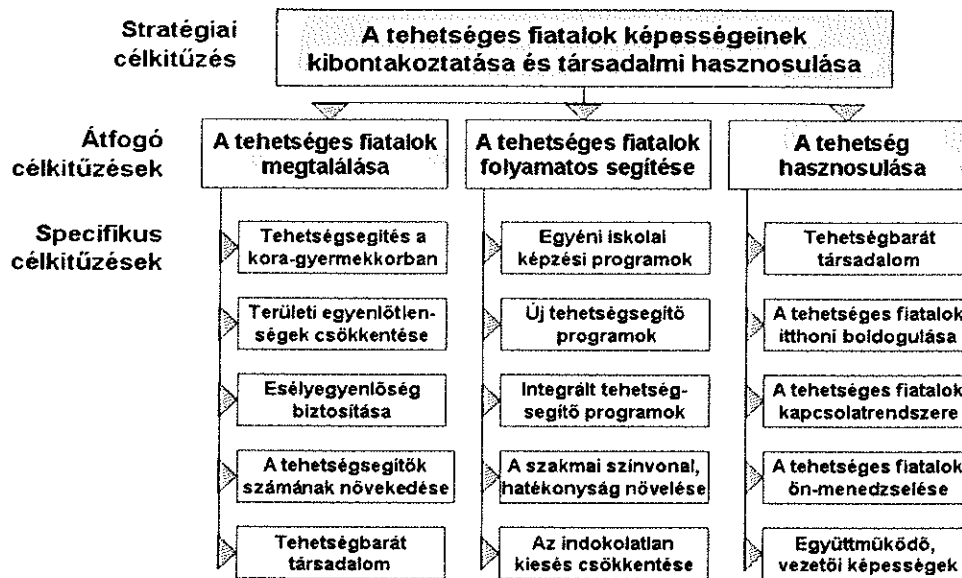 Stratégiai
célkitűzés
A tehetséges fiatalok képességeinek
kibontakoztatása és társadalmi hasznosulása
Átfogó
célkitűzések
A tehetséges fiatalok
megtalálása
A tehetséges fiatalok
folyamatos segítése
A tehetség
hasznosulása
Specifikus
célkitűzések
Tehetségsegítés a
kora-gyermekkorban
Területi egyenlőtlen-
ségek csökkentése
Esélyegyenlőség
biztosítása
A tehetségsegítők
számának növekedése
Tehetségbarát
társadalom
Egyéni iskolai
képzési programok
Új tehetségsegítő
programok
Integrált tehetség-
segítő programok
A szakmai színvonal,
hatékonyság növelése
Az indokolatlan
kiesés csökkentése
Tehetségbarát
társadalom
A tehetséges fiatalok
itthoni boldogulása
A tehetséges fiatalok
kapcsolatrendszere
A tehetséges fiatalok
ön-menedzselése
Együttműködő,
vezetői képességek